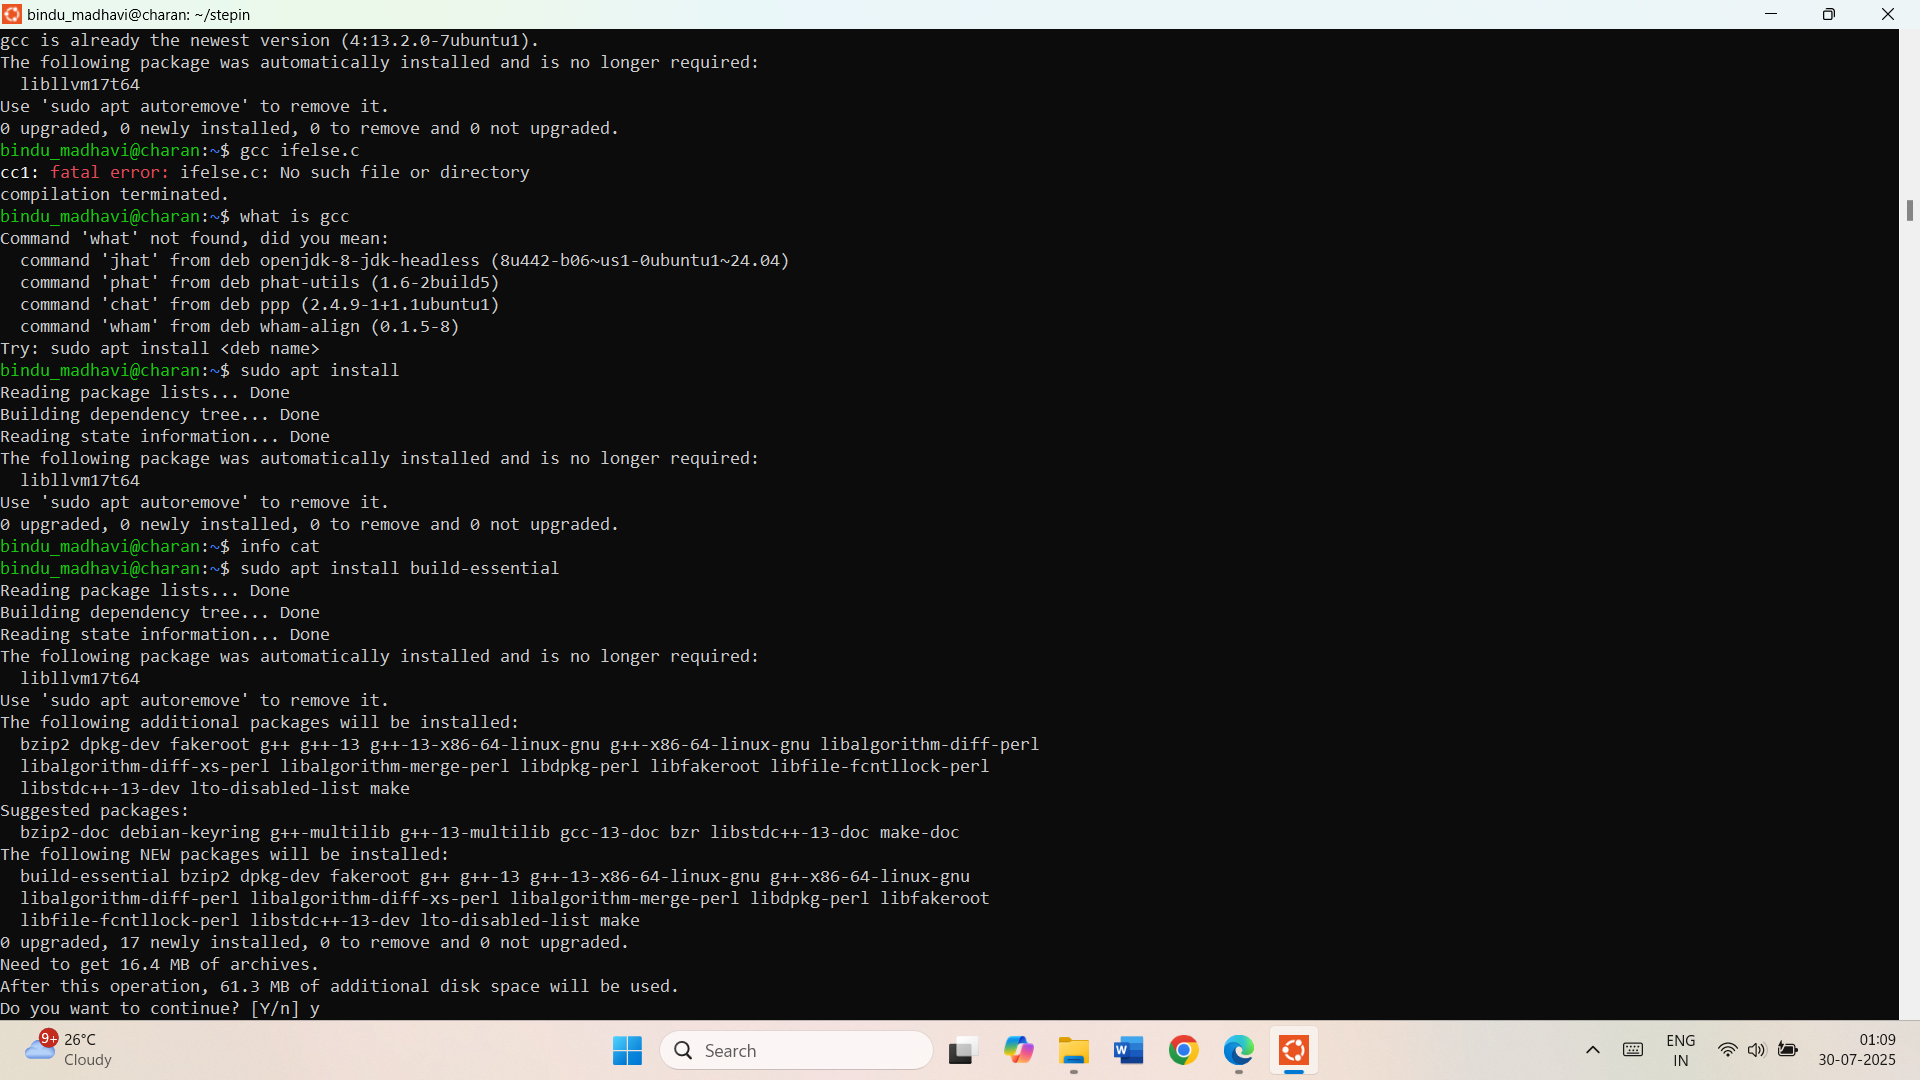 bindu_madhavi@charan: ~/stepin
gcc is already the newest version (4:13.2.0-7ubuntu1).
The following package was automatically installed and is no longer required:
  libllvm17t64
Use 'sudo apt autoremove' to remove it.
0 upgraded, 0 newly installed, 0 to remove and 0 not upgraded.
bindu_madhavi@charan:~$ gcc ifelse.c
cc1: fatal error: ifelse.c: No such file or directory
compilation terminated.
bindu_madhavi@charan:~$ what is gcc
Command 'what' not found, did you mean:
  command 'jhat' from deb openjdk-8-jdk-headless (8u442-b06~us1-0ubuntu1~24.04)
  command 'phat' from deb phat-utils (1.6-2build5)
  command 'chat' from deb ppp (2.4.9-1+1.1ubuntu1)
  command 'wham' from deb wham-align (0.1.5-8)
Try: sudo apt install <deb name>
bindu_madhavi@charan:~$ sudo apt install
Reading package lists... Done
Building dependency tree... Done
Reading state information... Done
The following package was automatically installed and is no longer required:
  libllvm17t64
Use 'sudo apt autoremove' to remove it.
0 upgraded, 0 newly installed, 0 to remove and 0 not upgraded.
bindu_madhavi@charan:~$ info cat
bindu_madhavi@charan:~$ sudo apt install build-essential
Reading package lists... Done
Building dependency tree... Done
Reading state information... Done
The following package was automatically installed and is no longer required:
  libllvm17t64
Use 'sudo apt autoremove' to remove it.
The following additional packages will be installed:
  bzip2 dpkg-dev fakeroot g++ g++-13 g++-13-x86-64-linux-gnu g++-x86-64-linux-gnu libalgorithm-diff-perl
  libalgorithm-diff-xs-perl libalgorithm-merge-perl libdpkg-perl libfakeroot libfile-fcntllock-perl
  libstdc++-13-dev lto-disabled-list make
Suggested packages:
  bzip2-doc debian-keyring g++-multilib g++-13-multilib gcc-13-doc bzr libstdc++-13-doc make-doc
The following NEW packages will be installed:
  build-essential bzip2 dpkg-dev fakeroot g++ g++-13 g++-13-x86-64-linux-gnu g++-x86-64-linux-gnu
  libalgorithm-diff-perl libalgorithm-diff-xs-perl libalgorithm-merge-perl libdpkg-perl libfakeroot
  libfile-fcntllock-perl libstdc++-13-dev lto-disabled-list make
0 upgraded, 17 newly installed, 0 to remove and 0 not upgraded.
Need to get 16.4 MB of archives.
After this operation, 61.3 MB of additional disk space will be used.
Do you want to continue? [Y/n] y
9+
26°C
Cloudy
Search
W
ENG
IN
01:09
30-07-2025